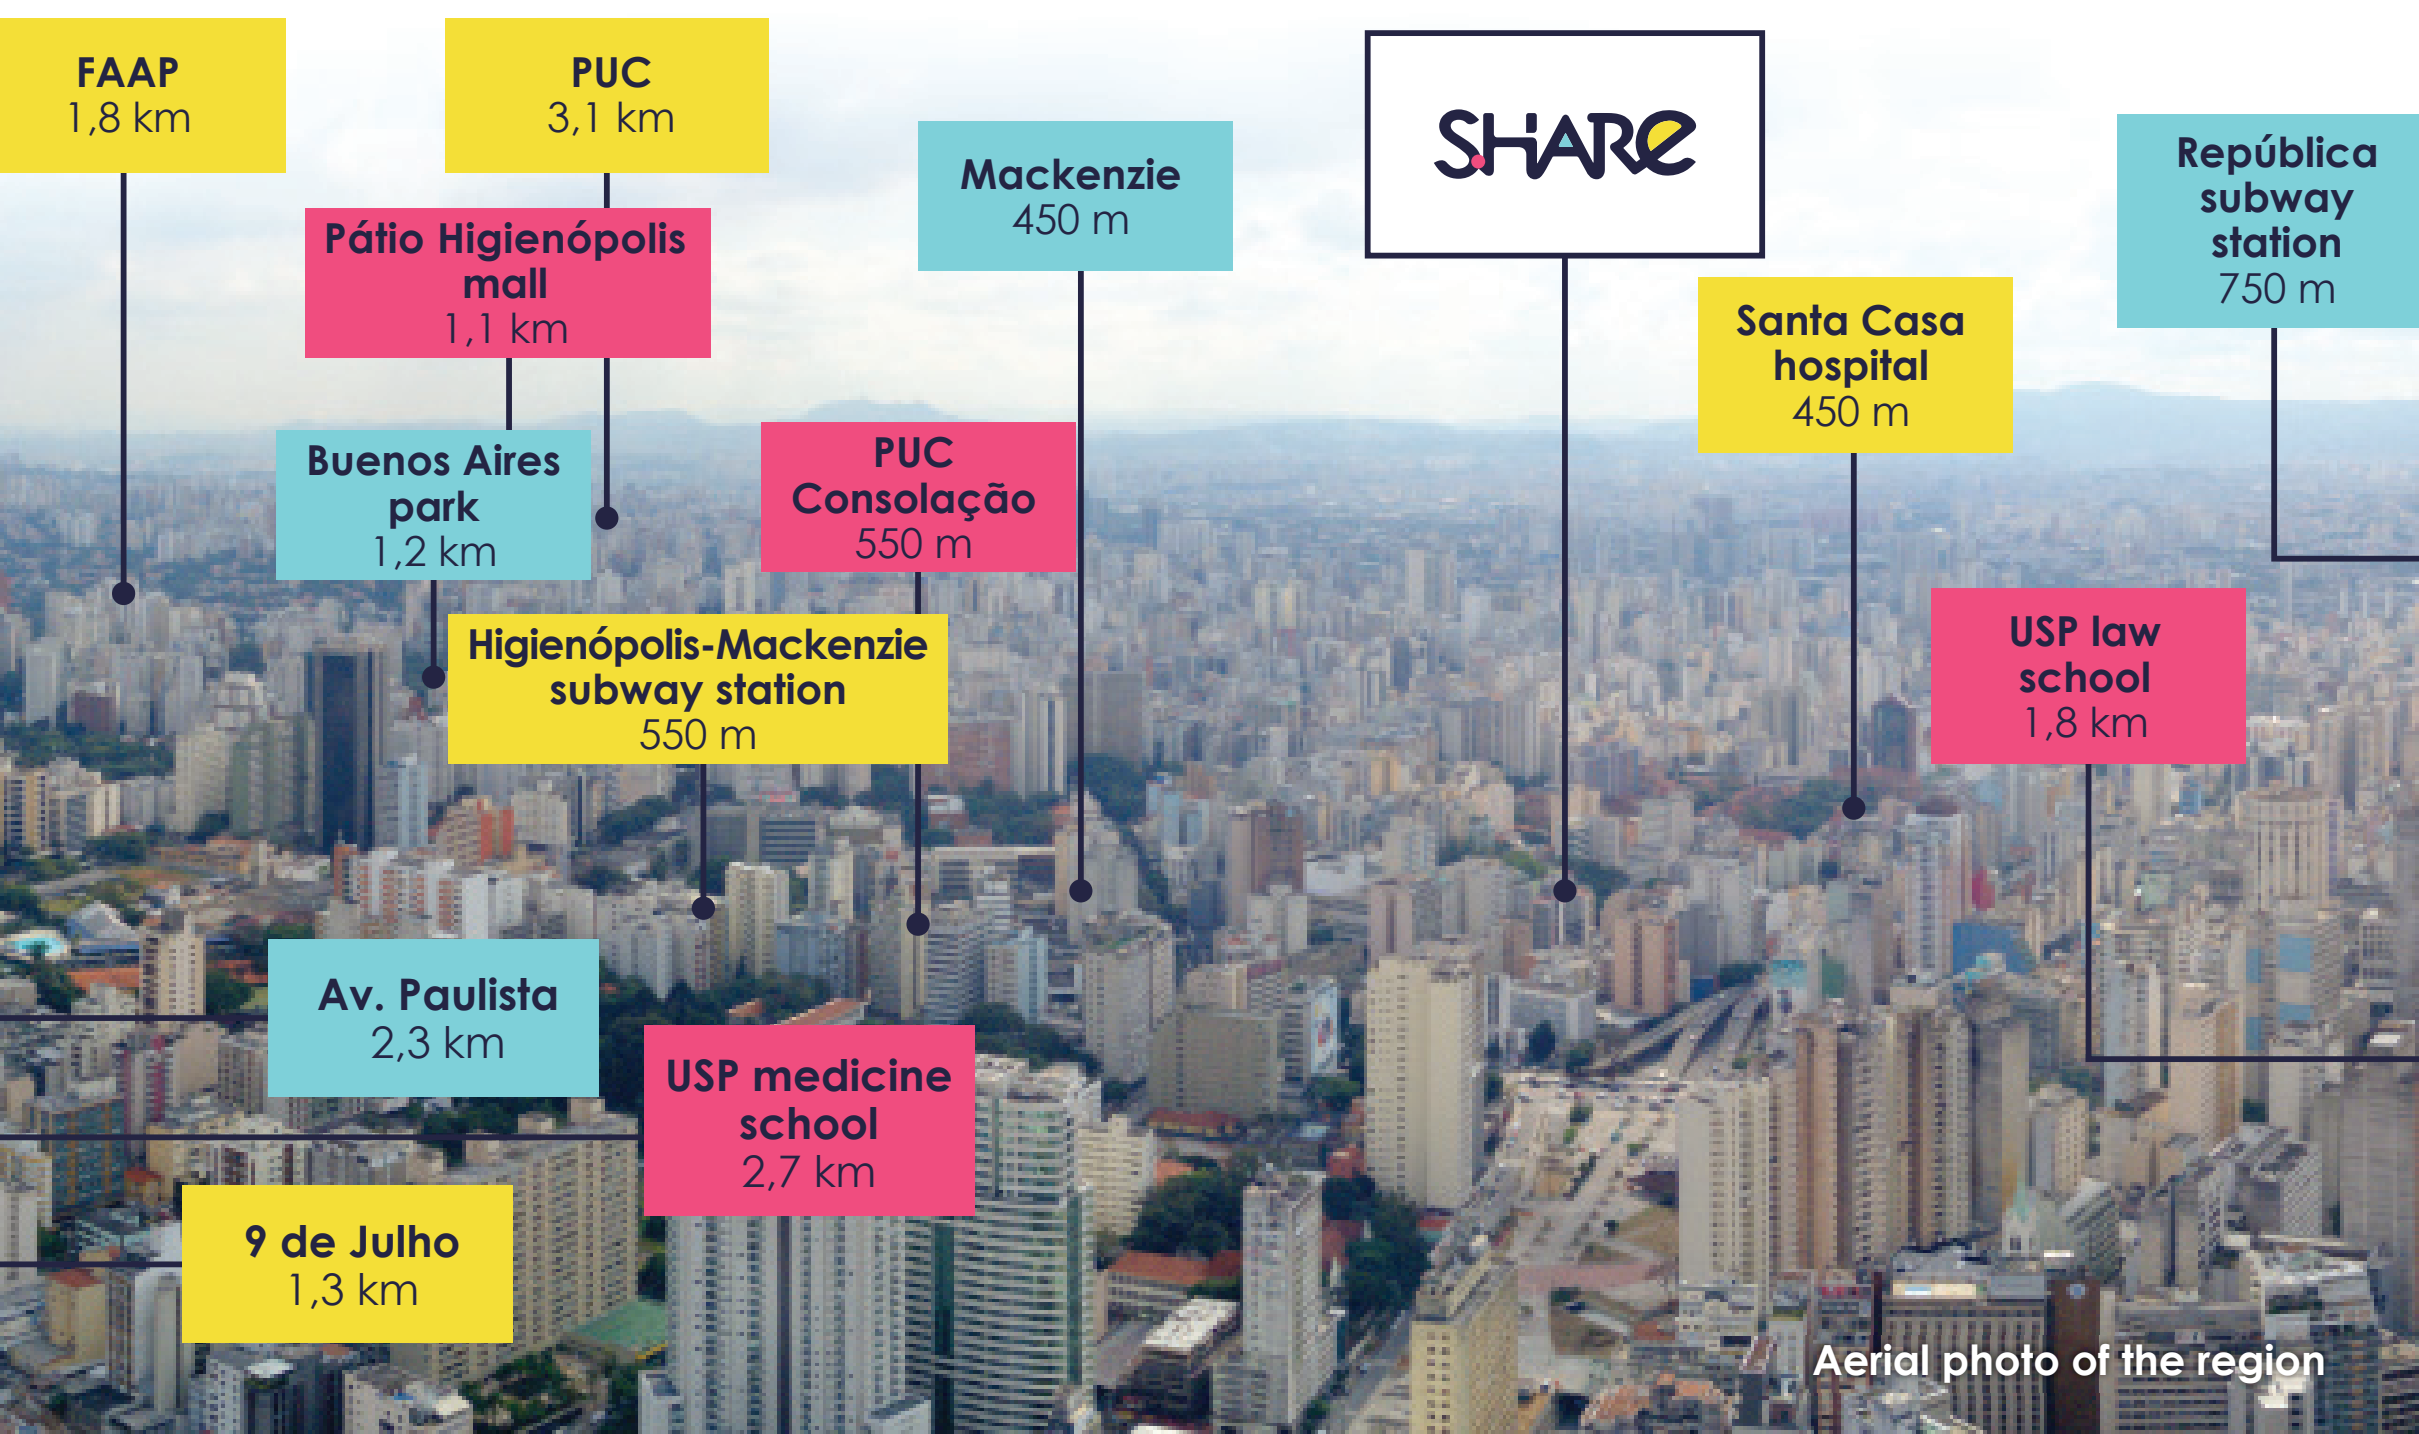 FAAP
1,8 km
PUC
3,1 km
Pátio Higienópolis
mall
1,1 km
Mackenzie
450 m
SHARE
República
subway
station
750 m
Santa Casa
hospital
450 m
Buenos Aires
park
1,2 km
PUC
Consolação
550 m
Higienópolis-Mackenzie
subway station
550 m
USP law
school
1,8 km
Av. Paulista
2,3 km
USP medicine
school
2,7 km
9 de Julho
1,3 km
Aerial photo of the region